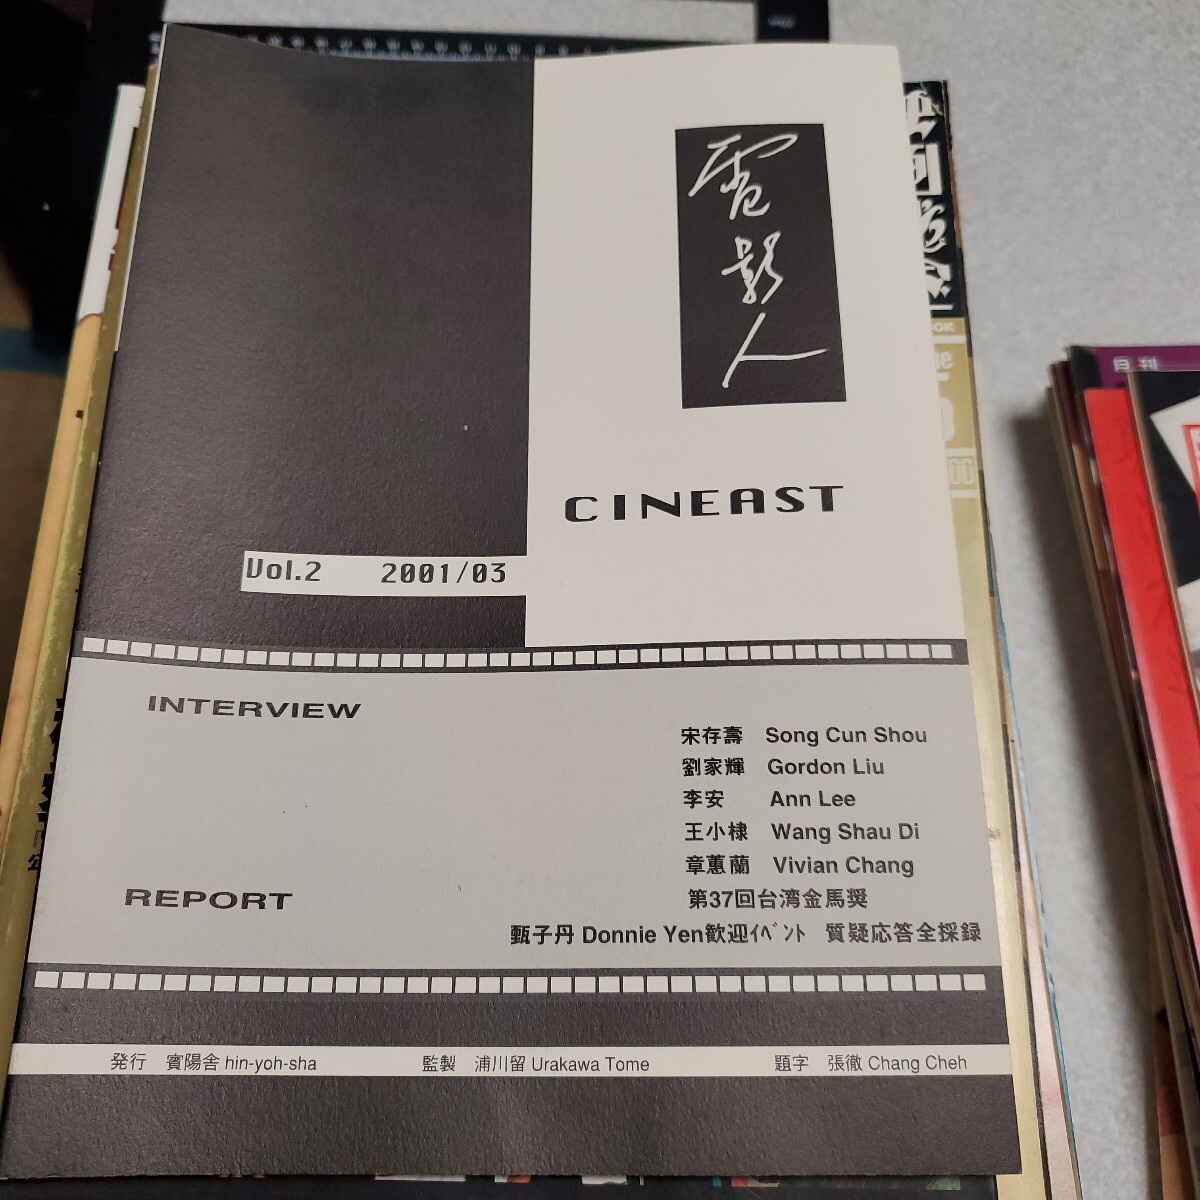 電影人
CINEAST
Vol.2 2001/03
INTERVIEW
宋存壽 Song Cun Shou
劉家輝 Gordon Liu
李安 Ann Lee
王小棣 Wang Shau Di
章蕙蘭 Vivian Chang
REPORT
第37回台湾金馬奨
甄子丹 Donnie Yen歓迎ｲﾍﾞﾝﾄ 質疑応答全採録
発行 賓陽舎 hin-yoh-sha 監製 浦川留 Urakawa Tome 題字 張徹 Chang Cheh
月刊